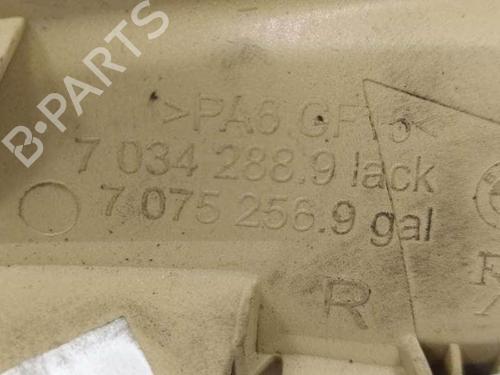 B-PARTS
>PA6 GF15<
7 034 288.9 lack
7 075 256.9 gal
R